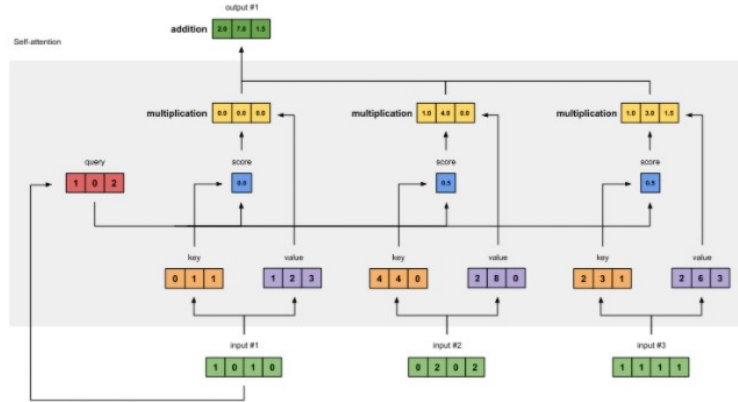 output #1
addition 2.0 7.0 1.5
Self-attention
multiplication 0.0 0.0 0.0 multiplication 1.0 4.0 0.0 multiplication 1.0 3.0 1.5
query score score score
1 0 2 0.0 0.5 0.5
key value key value key value
0 1 1 1 2 3 4 4 0 2 8 0 2 3 1 2 6 3
input #1 input #2 input #3
1 0 1 0 0 2 0 2 1 1 1 1